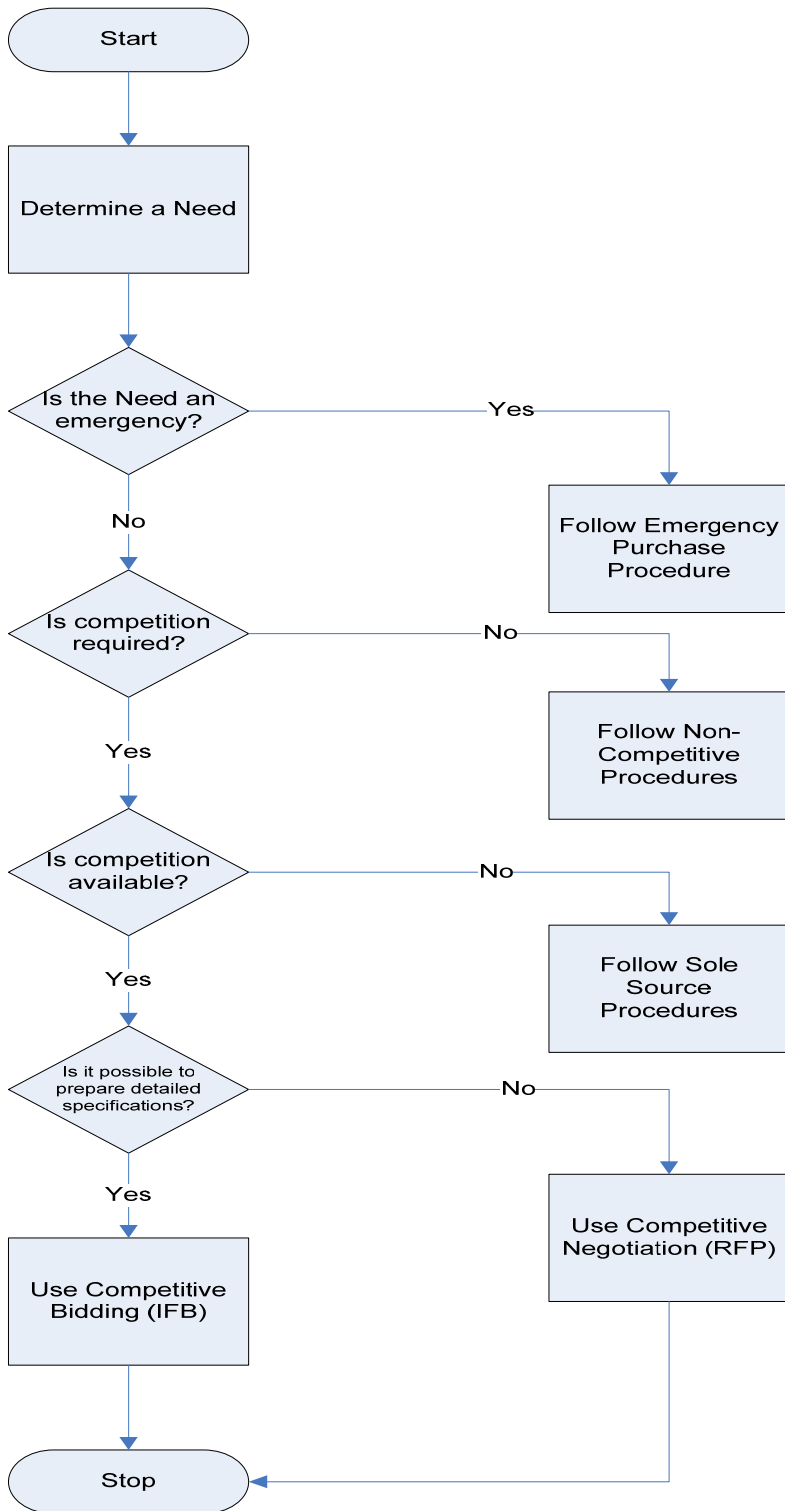 Start
Determine a Need
Is the Need an
emergency?
Yes
No
Follow Emergency
Purchase
Procedure
Is competition
required?
No
Yes
Follow Non-
Competitive
Procedures
Is competition
available?
No
Yes
Follow Sole
Source
Procedures
Is it possible to
prepare detailed
specifications?
No
Yes
Use Competitive
Negotiation (RFP)
Use Competitive
Bidding (IFB)
Stop